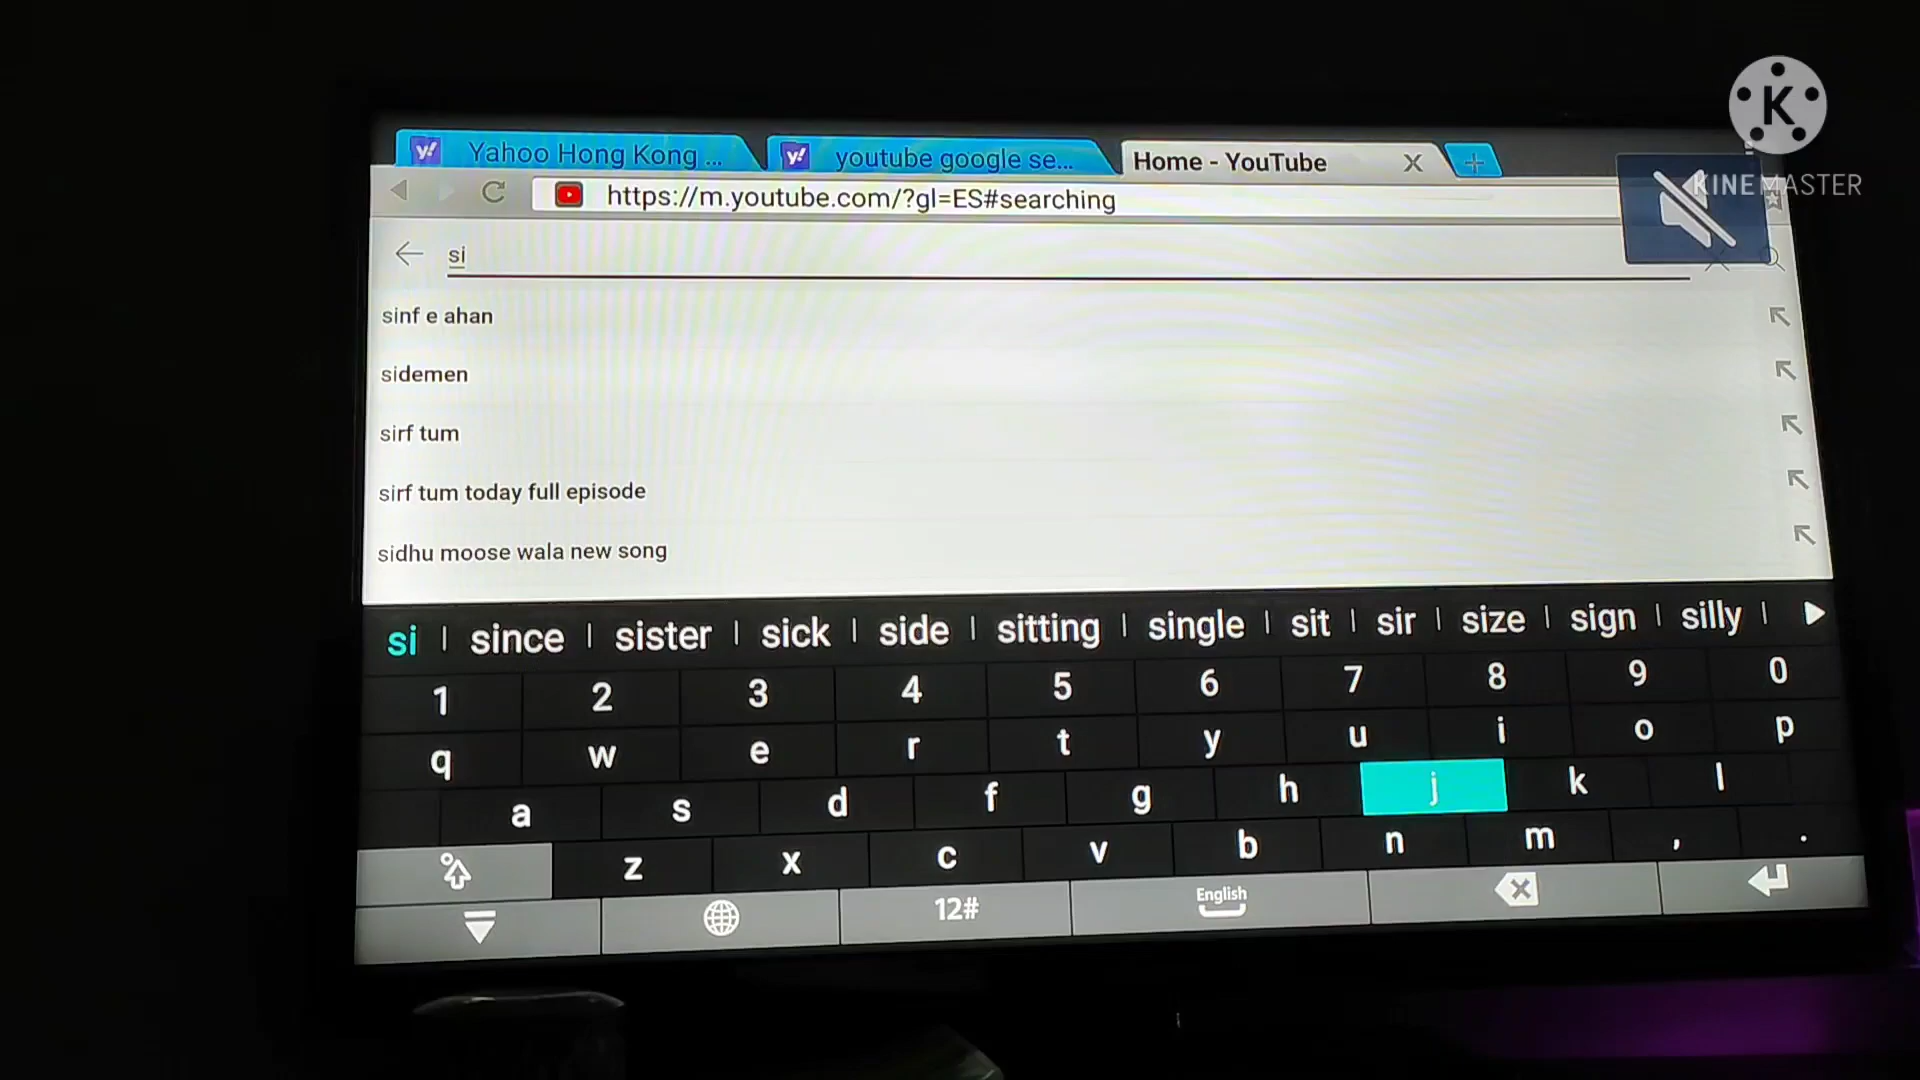 K
KINEMASTER
Yahoo Hong Kong ...
youtube google se...
Home - YouTube
https://m.youtube.com/?gl=ES#searching
si
sinf e ahan
sidemen
sirf tum
sirf tum today full episode
sidhu moose wala new song
si | since | sister | sick | side | sitting | single | sit | sir | size | sign | silly |
1 2 3 4 5 6 7 8 9 0
q w e r t y u i o p
a s d f g h j k l
z x c v b n m , .
12# English